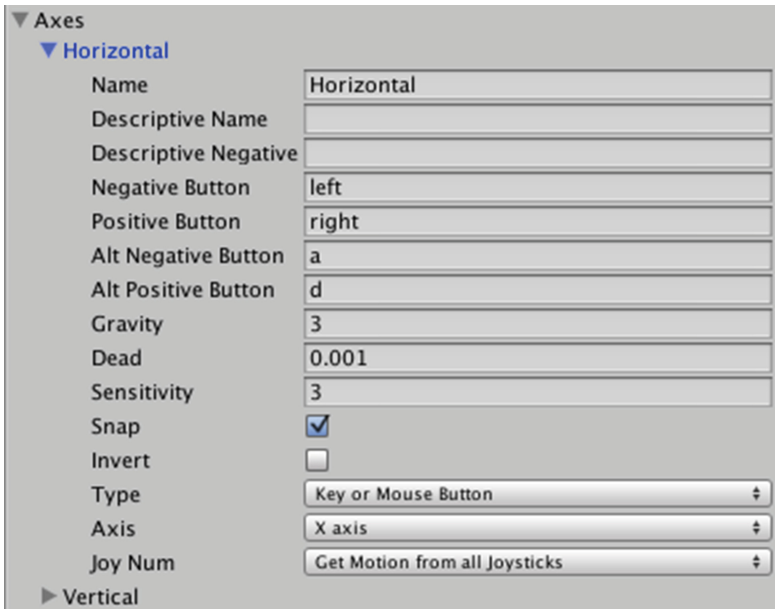 Axes
Horizontal
Name Horizontal
Descriptive Name
Descriptive Negative
Negative Button left
Positive Button right
Alt Negative Button a
Alt Positive Button d
Gravity 3
Dead 0.001
Sensitivity 3
Snap
Invert
Type Key or Mouse Button
Axis X axis
Joy Num Get Motion from all Joysticks
Vertical